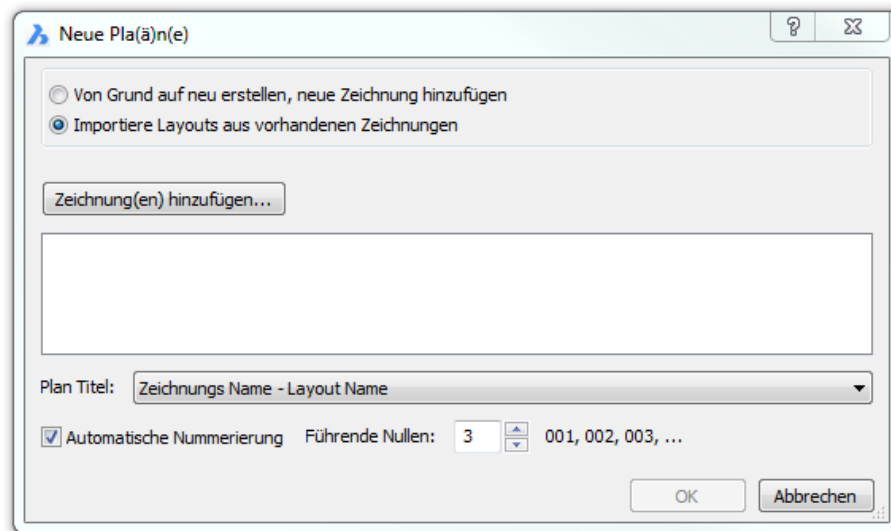 Neue Pla(ä)n(e)
Von Grund auf neu erstellen, neue Zeichnung hinzufügen
Importiere Layouts aus vorhandenen Zeichnungen
Zeichnung(en) hinzufügen...
Plan Titel: Zeichnungs Name - Layout Name
Automatische Nummerierung Führende Nullen: 3 001, 002, 003, ...
OK Abbrechen